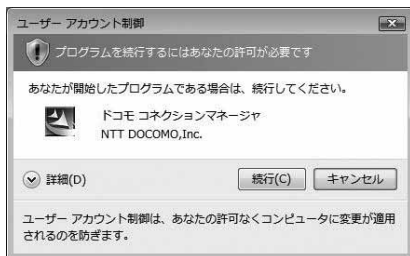 ユーザー アカウント制御
プログラムを続行するにはあなたの許可が必要です
あなたが開始したプログラムである場合は、続行してください。
ドコモ コネクションマネージャ
NTT DOCOMO,Inc.
詳細(D)
続行(C)
キャンセル
ユーザー アカウント制御は、あなたの許可なくコンピュータに変更が適用
されるのを防ぎます。